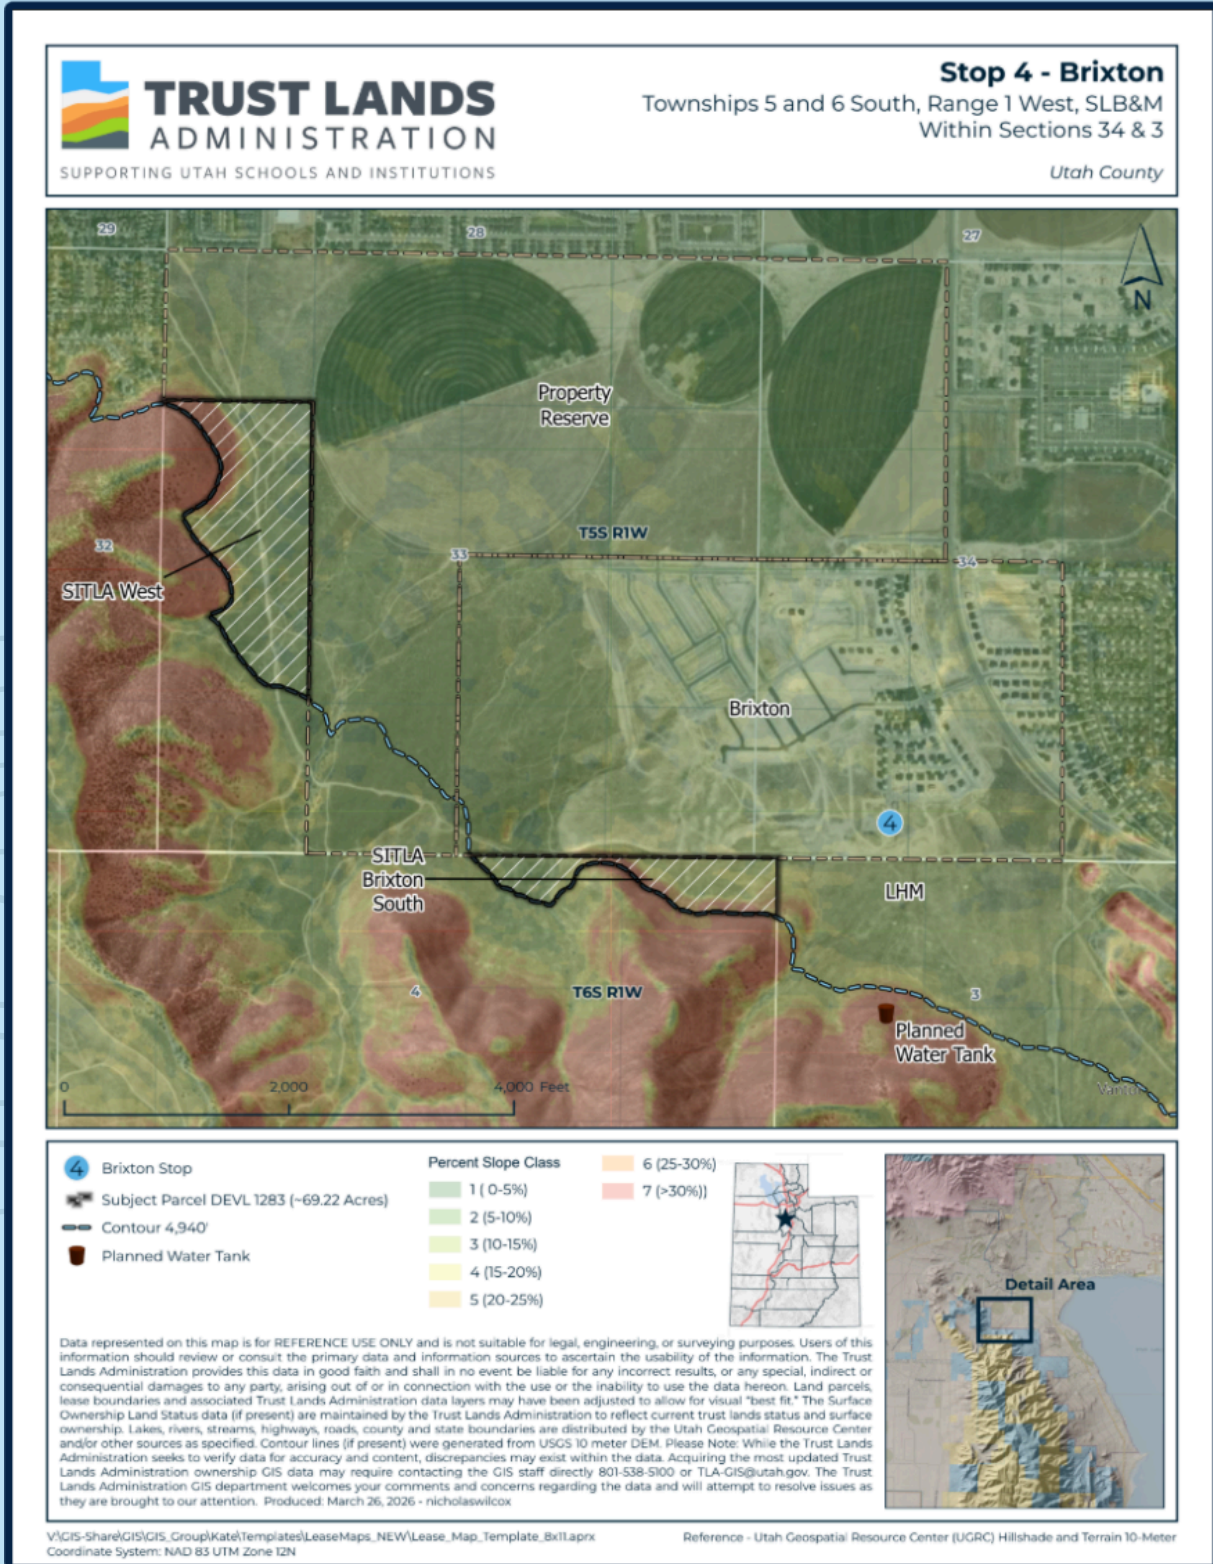 TRUST LANDS
ADMINISTRATION
SUPPORTING UTAH SCHOOLS AND INSTITUTIONS
Stop 4 - Brixton
Townships 5 and 6 South, Range 1 West, SLB&M
Within Sections 34 & 3
Utah County
29
28
27
N
Property
Reserve
T5S R1W
32
33
34
SITLA West
Brixton
4
SITLA
Brixton
South
LHM
4
T6S R1W
3
Planned
Water Tank
0
2,000
4,000 Feet
4 Brixton Stop
Subject Parcel DEVL 1283 (~69.22 Acres)
Contour 4,940'
Planned Water Tank
Percent Slope Class
1 ( 0-5%)
2 (5-10%)
3 (10-15%)
4 (15-20%)
5 (20-25%)
6 (25-30%)
7 (>30%))
Detail Area
Data represented on this map is for REFERENCE USE ONLY and is not suitable for legal, engineering, or surveying purposes. Users of this
information should review or consult the primary data and information sources to ascertain the usability of the information. The Trust
Lands Administration provides this data in good faith and shall in no event be liable for any incorrect results, or any special, indirect or
consequential damages to any party, arising out of or in connection with the use or the inability to use the data hereon. Land parcels,
lease boundaries and associated Trust Lands Administration data layers may have been adjusted to allow for visual "best fit." The Surface
Ownership Land Status data (if present) are maintained by the Trust Lands Administration to reflect current trust lands status and surface
ownership. Lakes, rivers, streams, highways, roads, county and state boundaries are distributed by the Utah Geospatial Resource Center
and/or other sources as specified. Contour lines (if present) were generated from USGS 10 meter DEM. Please Note: While the Trust Lands
Administration seeks to verify data for accuracy and content, discrepancies may exist within the data. Acquiring the most updated Trust
Lands Administration ownership GIS data may require contacting the GIS staff directly 801-538-5100 or TLA-GIS@utah.gov. The Trust
Lands Administration GIS department welcomes your comments and concerns regarding the data and will attempt to resolve issues as
they are brought to our attention. Produced: March 26, 2026 - nicholaswilcox
V:\GIS-Share\GIS\GIS_Group\Kate\Templates\LeaseMaps_NEW\Lease_Map_Template_8x11.aprx
Coordinate System: NAD 83 UTM Zone 12N
Reference - Utah Geospatial Resource Center (UGRC) Hillshade and Terrain 10-Meter